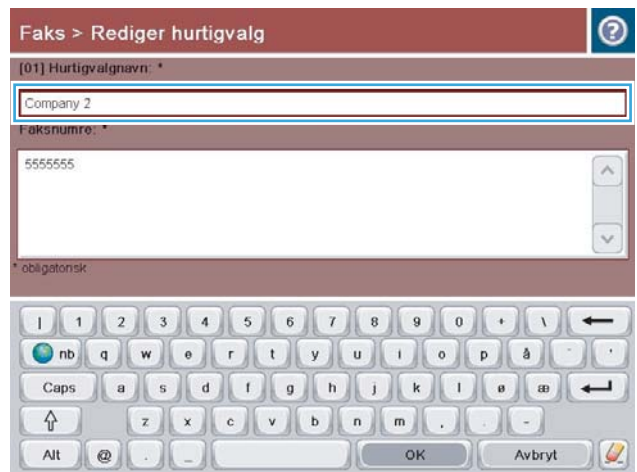 Faks > Rediger hurtigvalg
[01] Hurtigvalgnavn: *
Company 2
Faksnumre: *
5555555
* obligatorisk
| 1 2 3 4 5 6 7 8 9 0 + \
nb q w e r t y u i o p å ¨ '
Caps a s d f g h j k l ø æ
z x c v b n m , . -
Alt @ . _ OK Avbryt